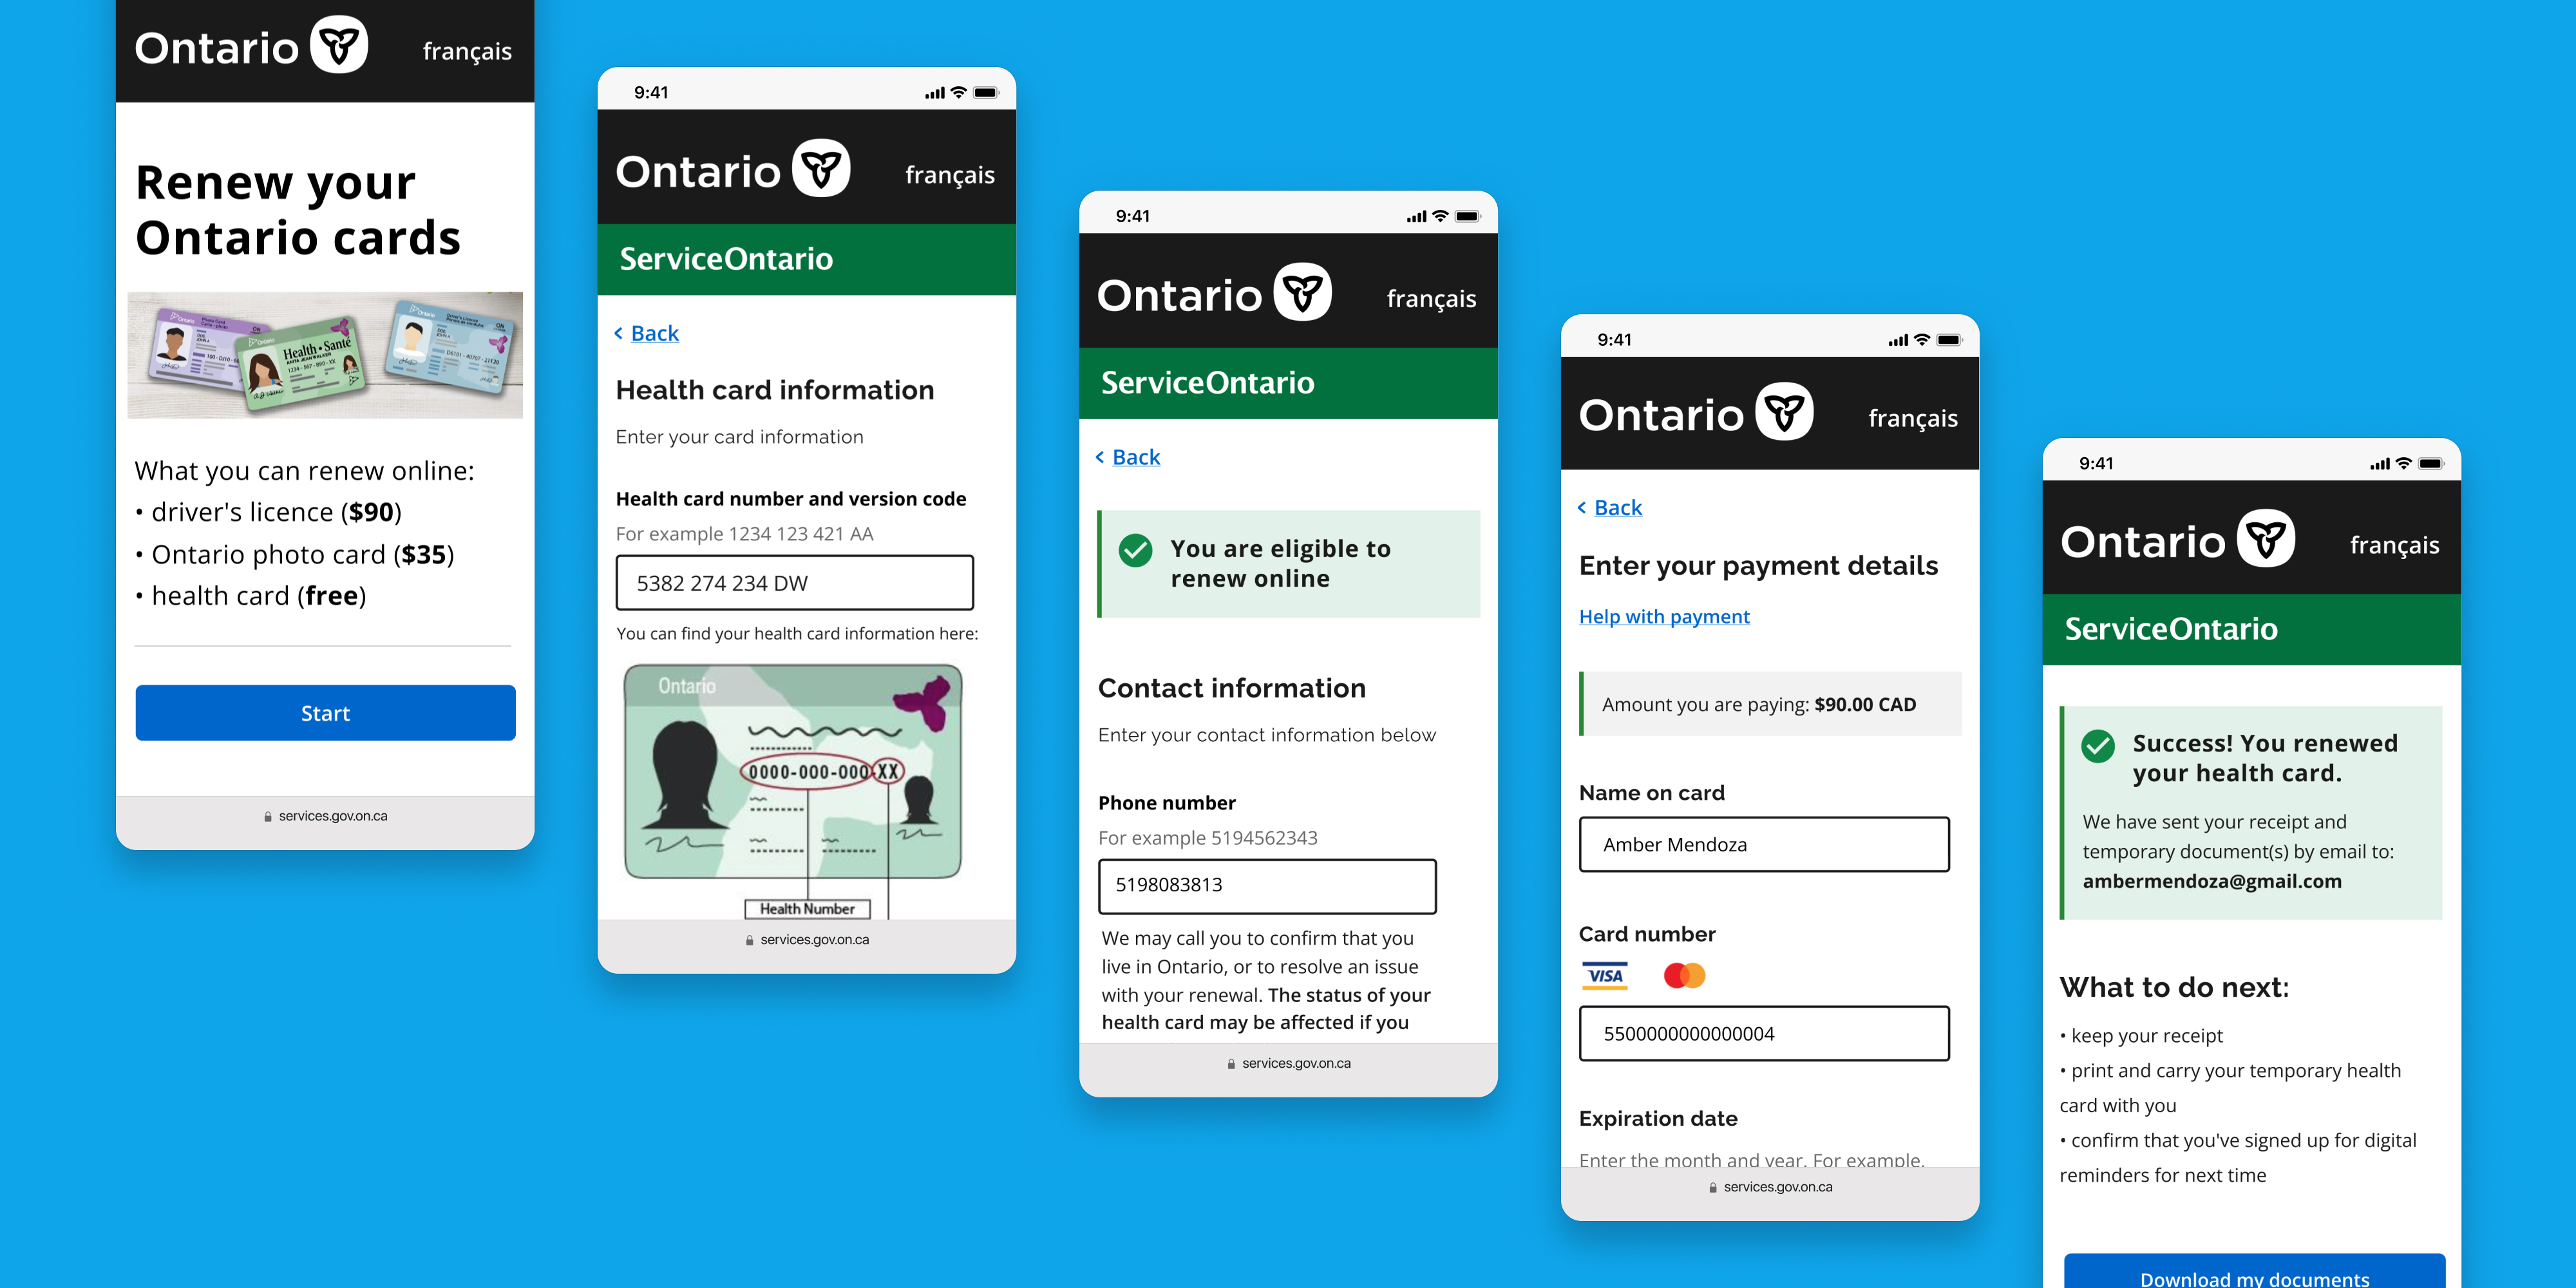 Ontario
français
Renew your
Ontario cards
Health • Santé
What you can renew online:
• driver's licence ($90)
• Ontario photo card ($35)
• health card (free)
Start
services.gov.on.ca
9:41
Ontario
français
ServiceOntario
Back
Health card information
Enter your card information
Health card number and version code
For example 1234 123 421 AA
5382 274 234 DW
You can find your health card information here:
Ontario
0000-000-000-XX
Health Number
services.gov.on.ca
9:41
Ontario
français
ServiceOntario
Back
You are eligible to
renew online
Contact information
Enter your contact information below
Phone number
For example 5194562343
5198083813
We may call you to confirm that you
live in Ontario, or to resolve an issue
with your renewal. The status of your
health card may be affected if you
services.gov.on.ca
9:41
Ontario
français
Back
Enter your payment details
Help with payment
Amount you are paying: $90.00 CAD
Name on card
Amber Mendoza
Card number
VISA
5500000000000004
Expiration date
Enter the month and year. For example,
services.gov.on.ca
9:41
Ontario
français
ServiceOntario
Success! You renewed
your health card.
We have sent your receipt and
temporary document(s) by email to:
ambermendoza@gmail.com
What to do next:
• keep your receipt
• print and carry your temporary health
card with you
• confirm that you've signed up for digital
reminders for next time
Download my documents